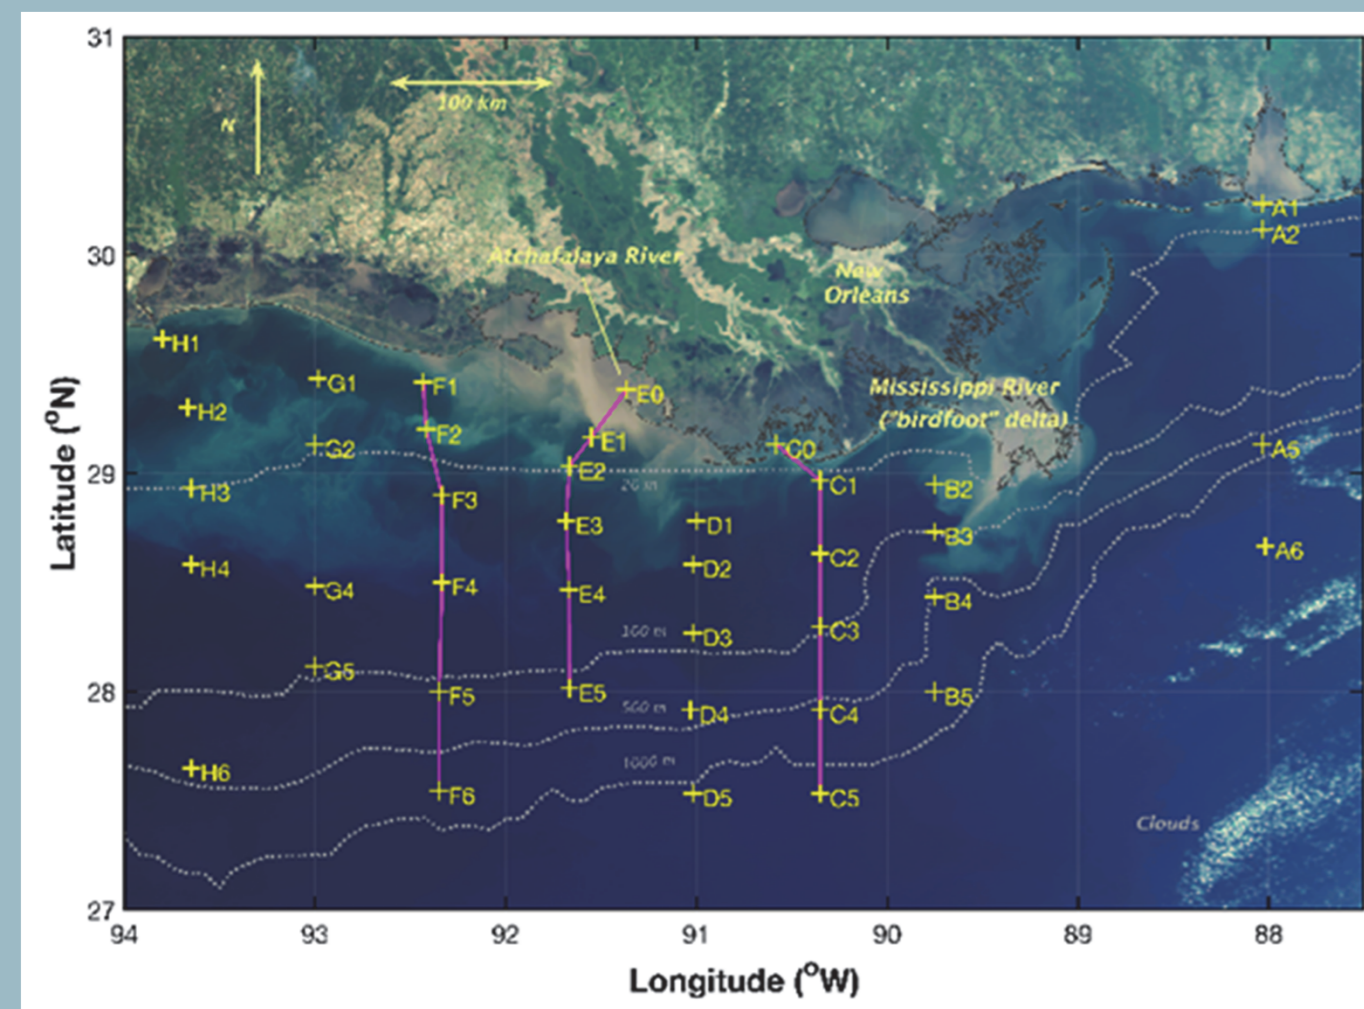 31
100 km
N
A1
A2
30
Atchafalaya River
New
Orleans
H1
G1
F1
E0
Mississippi River
("birdfoot" delta)
H2
F2
E1
C0
A5
G2
29
E2
20 m
H3
F3
C1
B2
E3
D1
B3
C2
A6
H4
D2
G4
F4
E4
B4
100 m
D3
C3
G5
28
F5
E5
B5
500 m
D4
C4
1000 m
H6
F6
D5
C5
Clouds
27
94 93 92 91 90 89 88
Latitude (°N)
Longitude (°W)